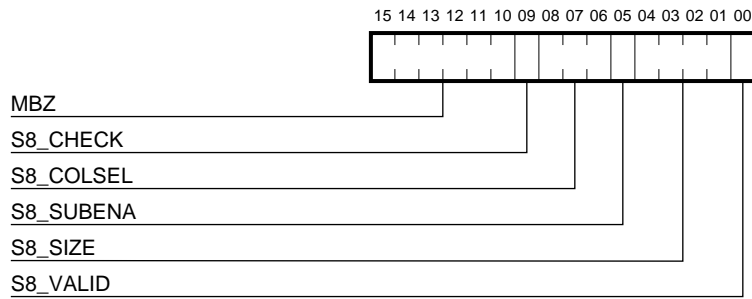 15 14 13 12 11 10 09 08 07 06 05 04 03 02 01 00
MBZ
S8_CHECK
S8_COLSEL
S8_SUBENA
S8_SIZE
S8_VALID